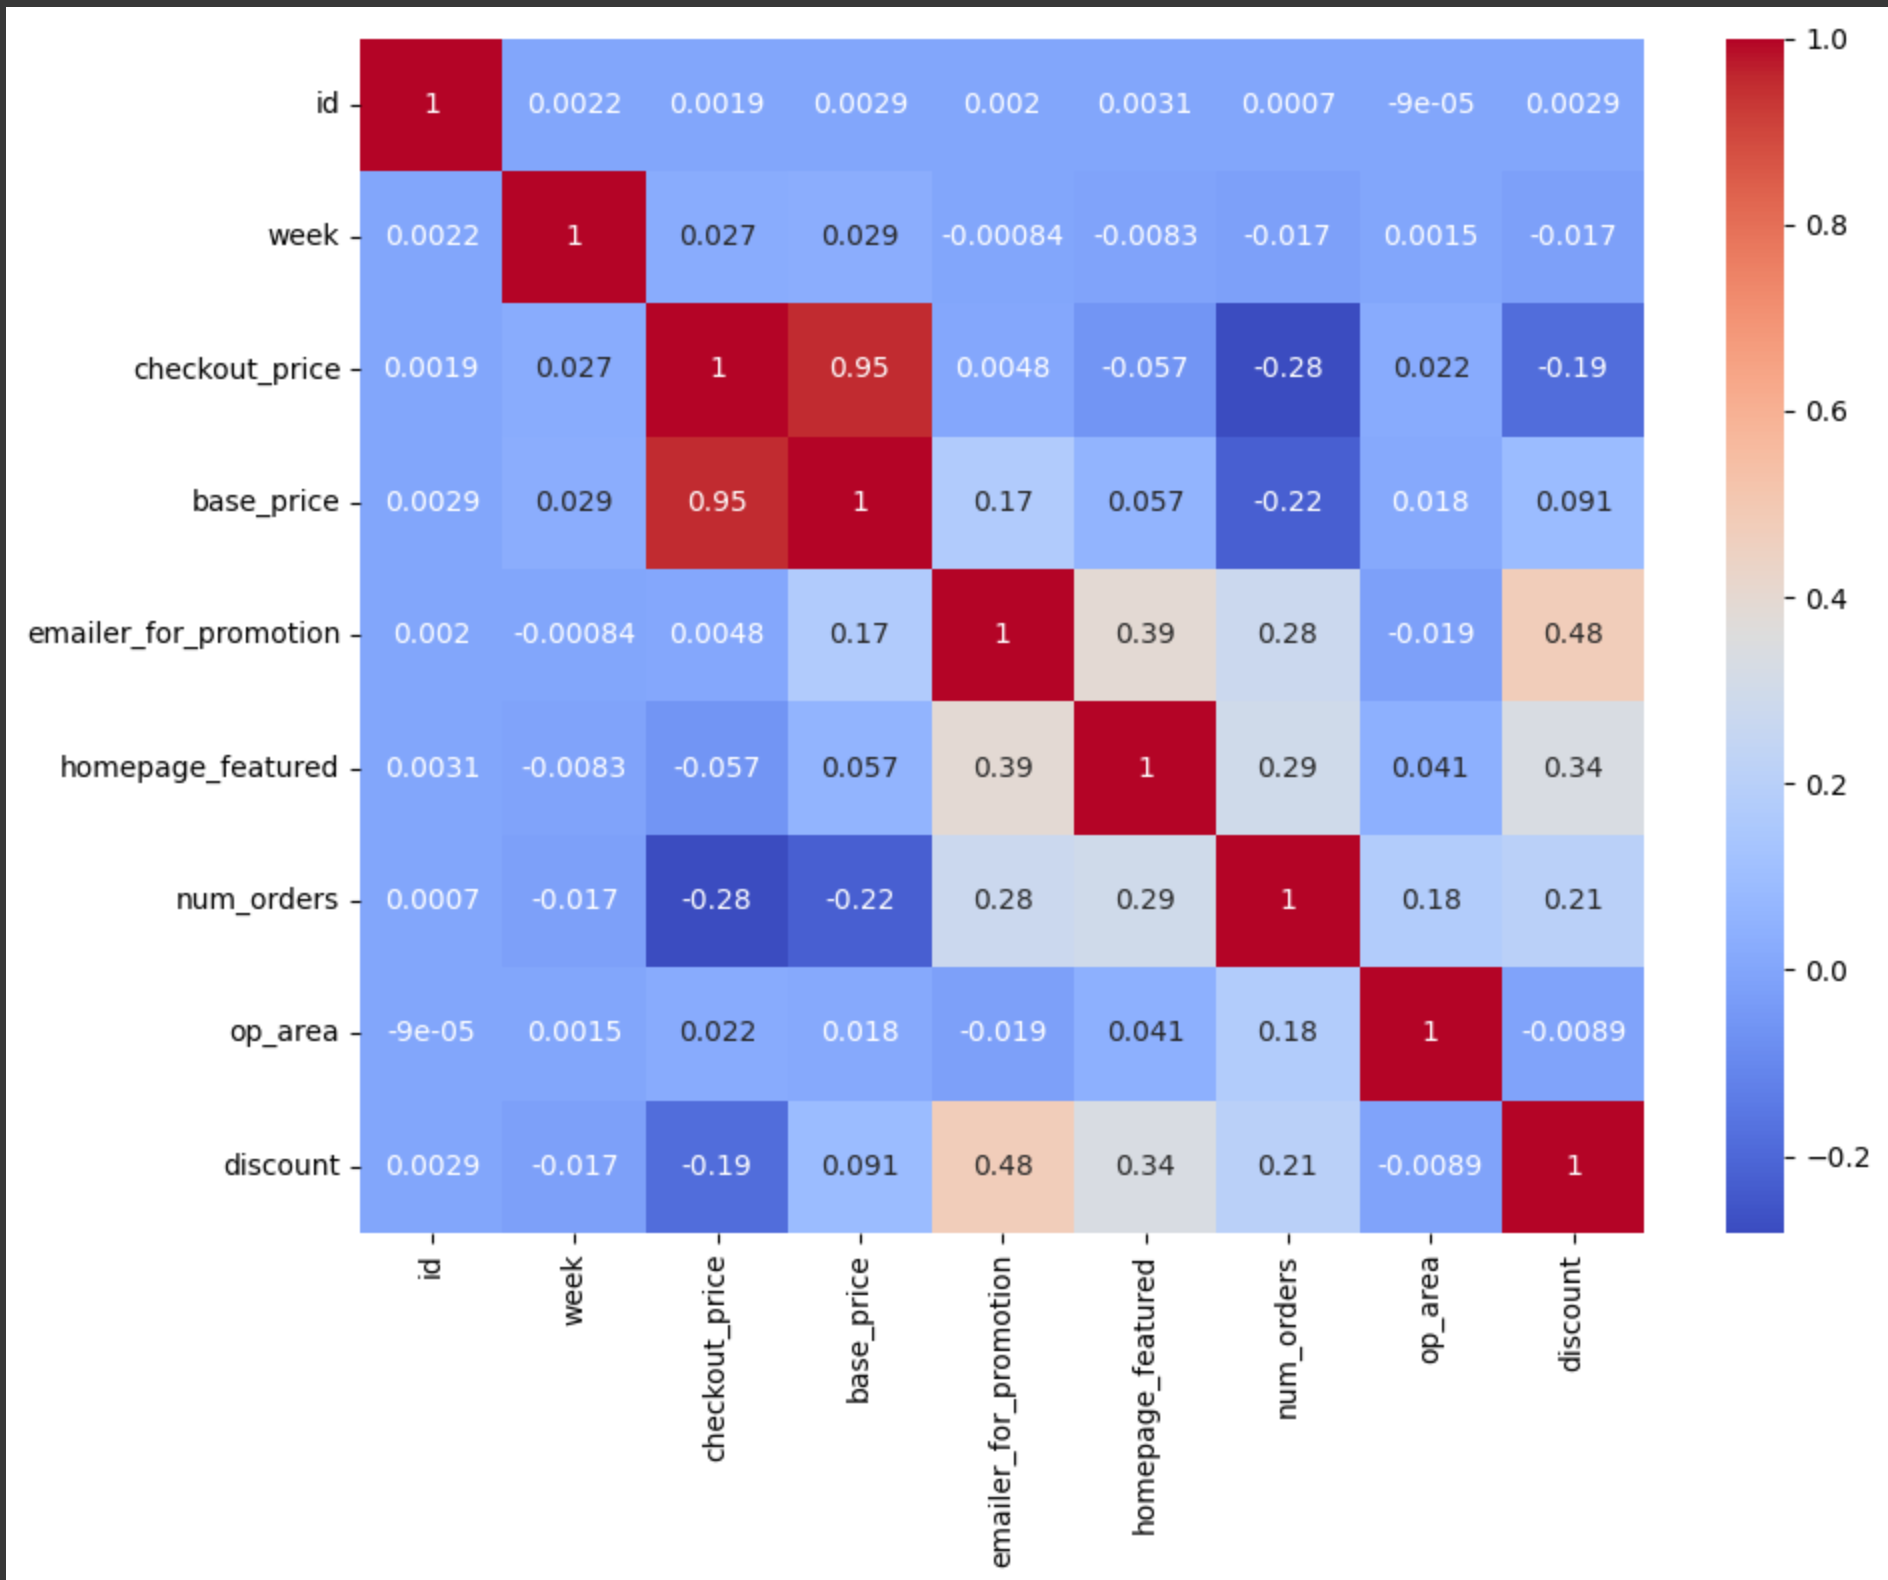 id 1 0.0022 0.0019 0.0029 0.002 0.0031 0.0007 -9e-05 0.0029
week 0.0022 1 0.027 0.029 -0.00084 -0.0083 -0.017 0.0015 -0.017
checkout_price 0.0019 0.027 1 0.95 0.0048 -0.057 -0.28 0.022 -0.19
base_price 0.0029 0.029 0.95 1 0.17 0.057 -0.22 0.018 0.091
emailer_for_promotion 0.002 -0.00084 0.0048 0.17 1 0.39 0.28 -0.019 0.48
homepage_featured 0.0031 -0.0083 -0.057 0.057 0.39 1 0.29 0.041 0.34
num_orders 0.0007 -0.017 -0.28 -0.22 0.28 0.29 1 0.18 0.21
op_area -9e-05 0.0015 0.022 0.018 -0.019 0.041 0.18 1 -0.0089
discount 0.0029 -0.017 -0.19 0.091 0.48 0.34 0.21 -0.0089 1
id
week
checkout_price
base_price
emailer_for_promotion
homepage_featured
num_orders
op_area
discount
1.0
0.8
0.6
0.4
0.2
0.0
−0.2